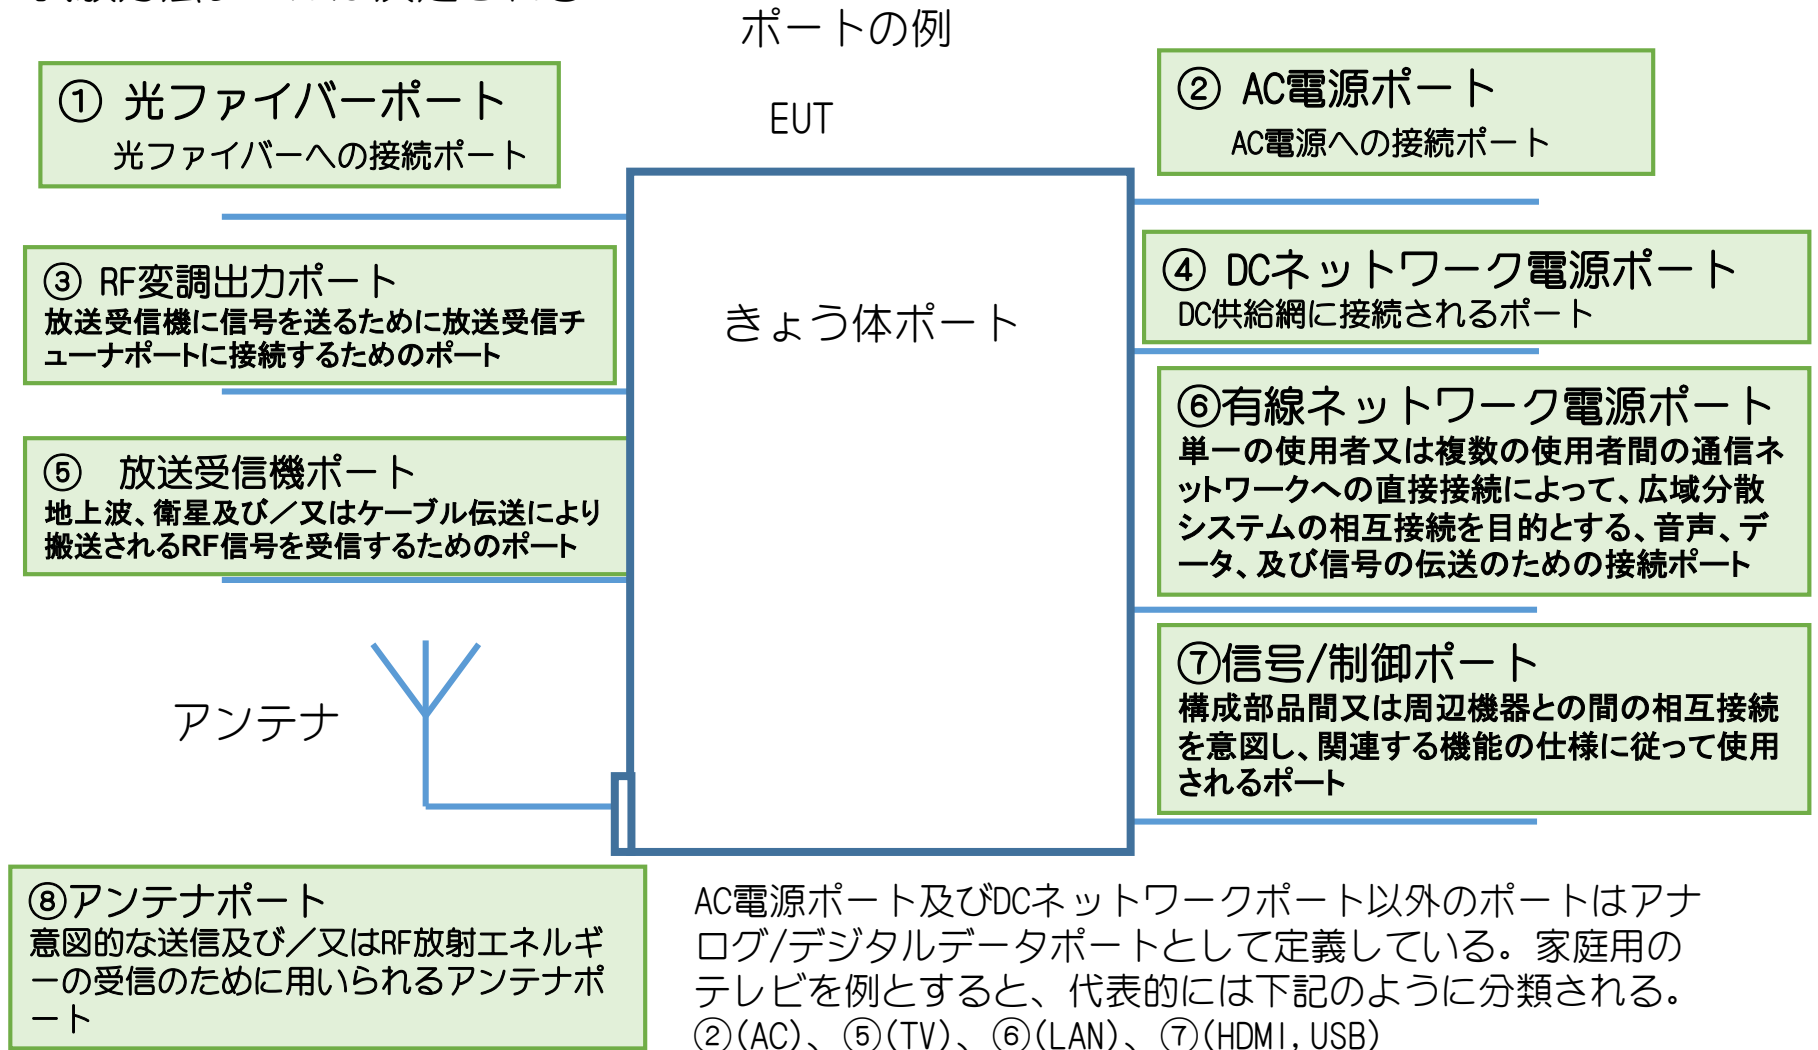 ポートの例
① 光ファイバーポート
光ファイバーへの接続ポート
EUT
② AC電源ポート
AC電源への接続ポート
③ RF変調出力ポート
放送受信機に信号を送るために放送受信チ
ューナポートに接続するためのポート
きょう体ポート
④ DCネットワーク電源ポート
DC供給網に接続されるポート
⑤ 放送受信機ポート
地上波、衛星及び／又はケーブル伝送により
搬送されるRF信号を受信するためのポート
⑥有線ネットワーク電源ポート
単一の使用者又は複数の使用者間の通信ネ
ットワークへの直接接続によって、広域分散
システムの相互接続を目的とする、音声、デ
ータ、及び信号の伝送のための接続ポート
アンテナ
⑦信号/制御ポート
構成部品間又は周辺機器との間の相互接続
を意図し、関連する機能の仕様に従って使用
されるポート
⑧アンテナポート
意図的な送信及び／又はRF放射エネルギ
ーの受信のために用いられるアンテナポ
ート
AC電源ポート及びDCネットワークポート以外のポートはアナ
ログ/デジタルデータポートとして定義している。家庭用の
テレビを例とすると、代表的には下記のように分類される。
②(AC)、⑤(TV)、⑥(LAN)、⑦(HDMI,USB)